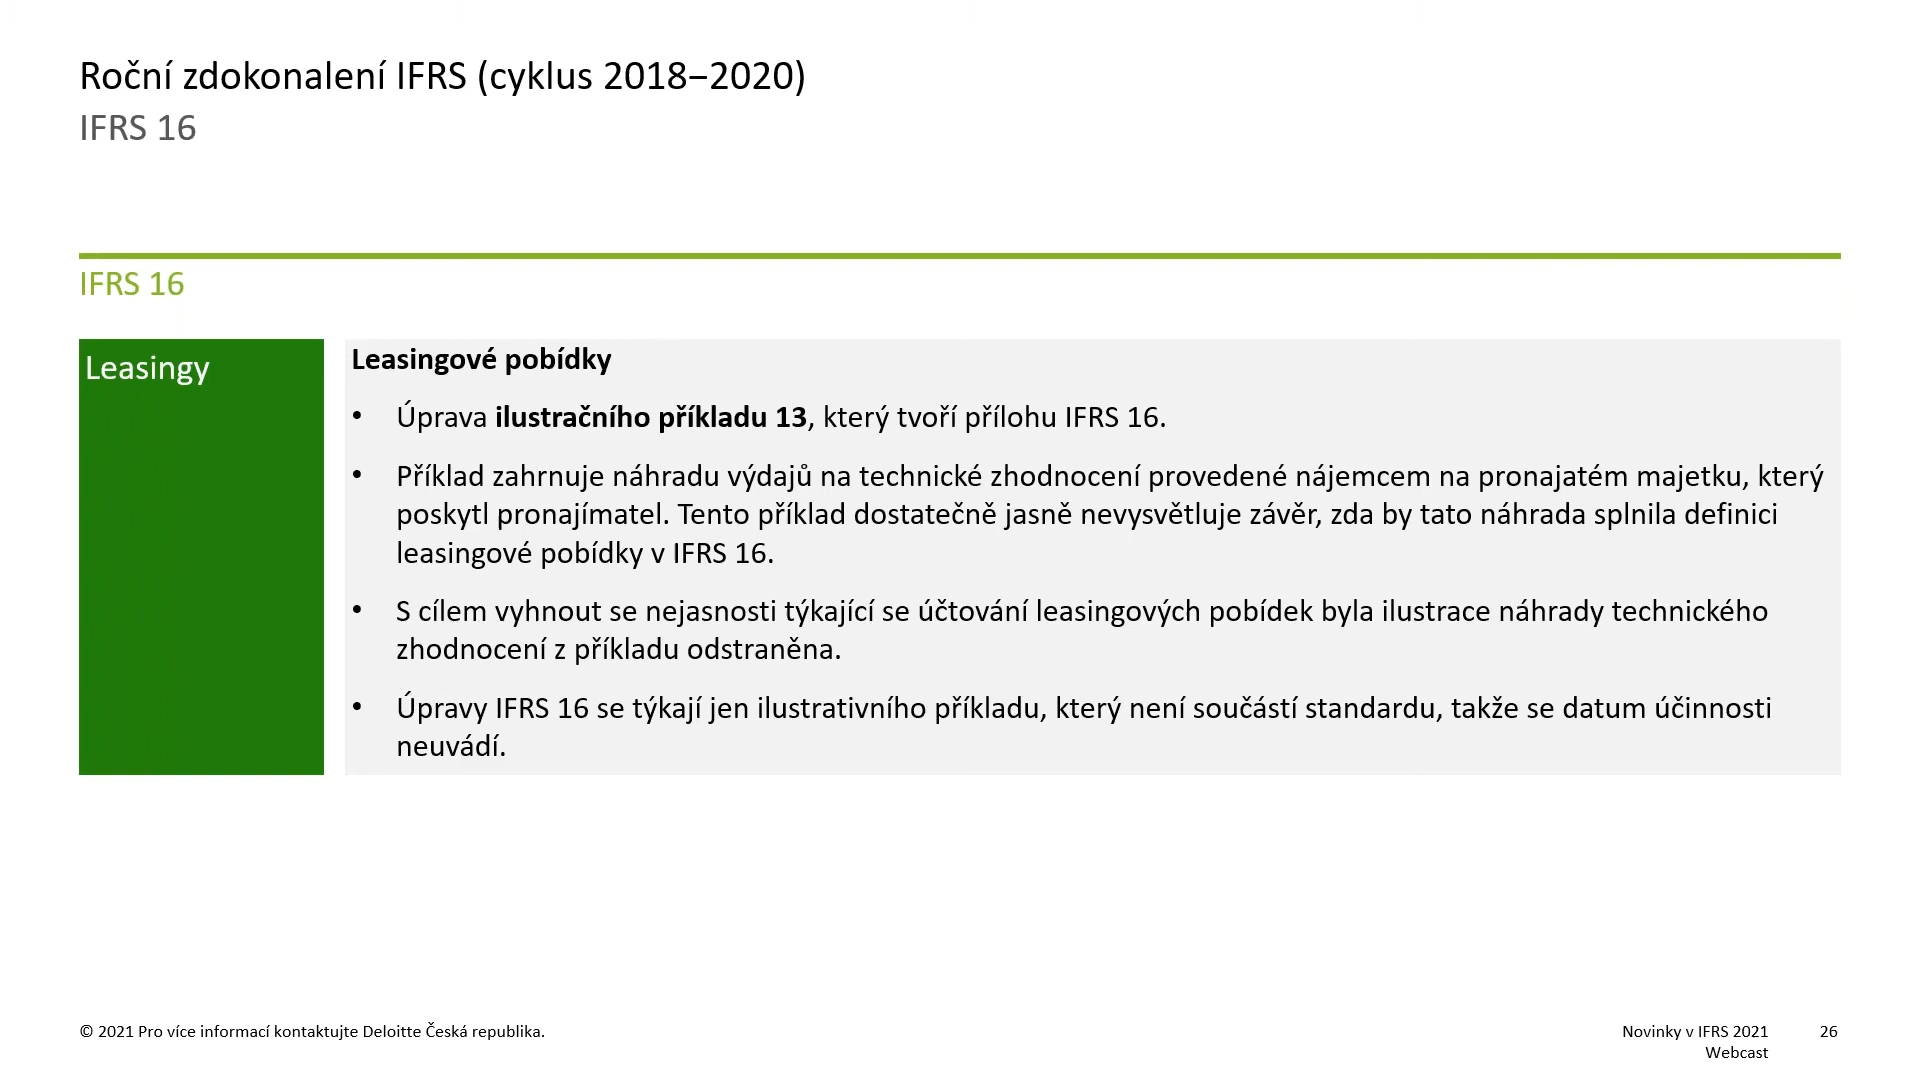 Roční zdokonalení IFRS (cyklus 2018–2020)
IFRS 16
IFRS 16
Leasingy
Leasingové pobídky
• Úprava ilustračního příkladu 13, který tvoří přílohu IFRS 16.
• Příklad zahrnuje náhradu výdajů na technické zhodnocení provedené nájemcem na pronajatém majetku, který
poskytl pronajímatel. Tento příklad dostatečně jasně nevysvětluje závěr, zda by tato náhrada splnila definici
leasingové pobídky v IFRS 16.
• S cílem vyhnout se nejasnosti týkající se účtování leasingových pobídek byla ilustrace náhrady technického
zhodnocení z příkladu odstraněna.
• Úpravy IFRS 16 se týkají jen ilustrativního příkladu, který není součástí standardu, takže se datum účinnosti
neuvádí.
© 2021 Pro více informací kontaktujte Deloitte Česká republika.
Novinky v IFRS 2021 26
Webcast